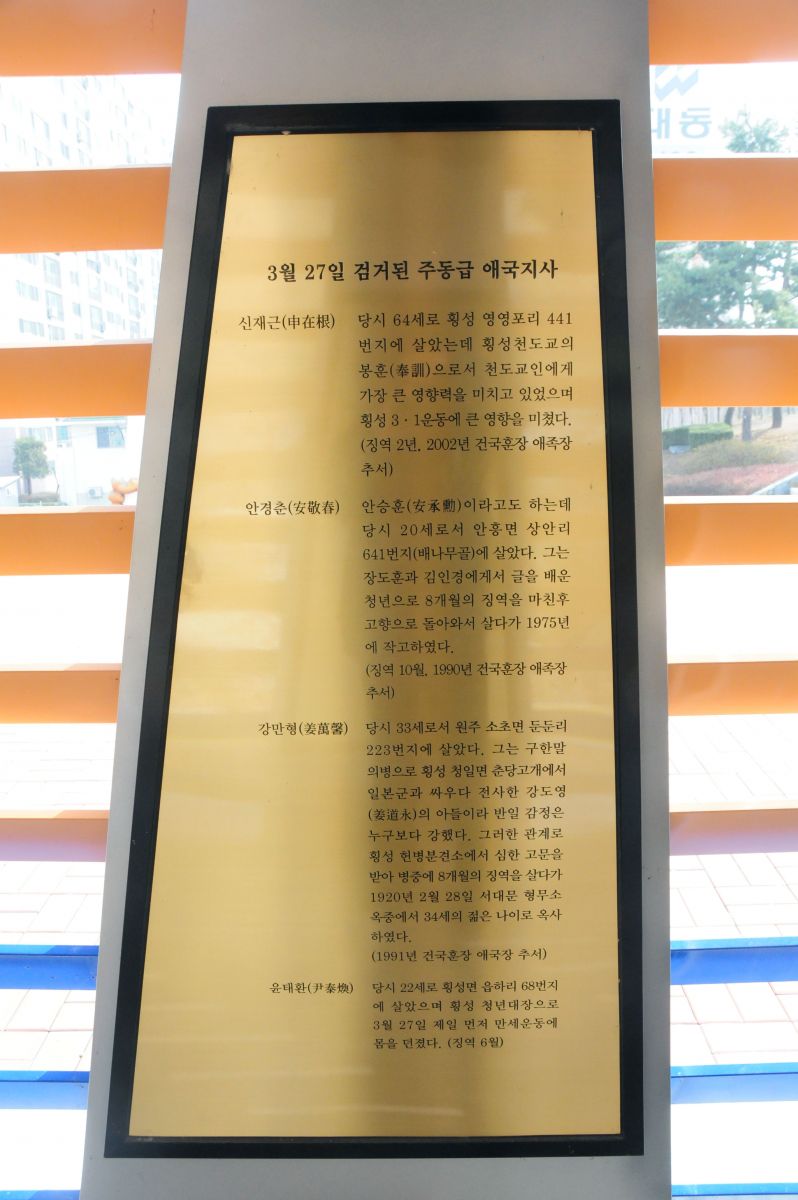 3월 27일 검거된 주동급 애국지사
신재근(申在根) 당시 64세로 횡성 영영포리 441
번지에 살았는데 횡성천도교의
봉훈(奉訓)으로서 천도교인에게
가장 큰 영향력을 미치고 있었으며
횡성 3·1운동에 큰 영향을 미쳤다.
(징역 2년, 2002년 건국훈장 애족장
추서)
안경춘(安敬春) 안승훈(安承勳)이라고도 하는데
당시 20세로서 안흥면 상안리
641번지(배나무골)에 살았다. 그는
장도훈과 김인경에게서 글을 배운
청년으로 8개월의 징역을 마친후
고향으로 돌아와서 살다가 1975년
에 작고하였다.
(징역 10월, 1990년 건국훈장 애족장
추서)
강만형(姜萬馨) 당시 33세로서 원주 소초면 둔둔리
223번지에 살았다. 그는 구한말
의병으로 횡성 청일면 춘당고개에서
일본군과 싸우다 전사한 강도영
(姜道永)의 아들이라 반일 감정은
누구보다 강했다. 그러한 관계로
횡성 헌병분견소에서 심한 고문을
받아 병중에 8개월의 징역을 살다가
1920년 2월 28일 서대문 형무소
옥중에서 34세의 젊은 나이로 옥사
하였다.
(1991년 건국훈장 애국장 추서)
윤태환(尹泰煥) 당시 22세로 횡성면 읍하리 68번지
에 살았으며 횡성 청년대장으로
3월 27일 제일 먼저 만세운동에
몸을 던졌다. (징역 6월)